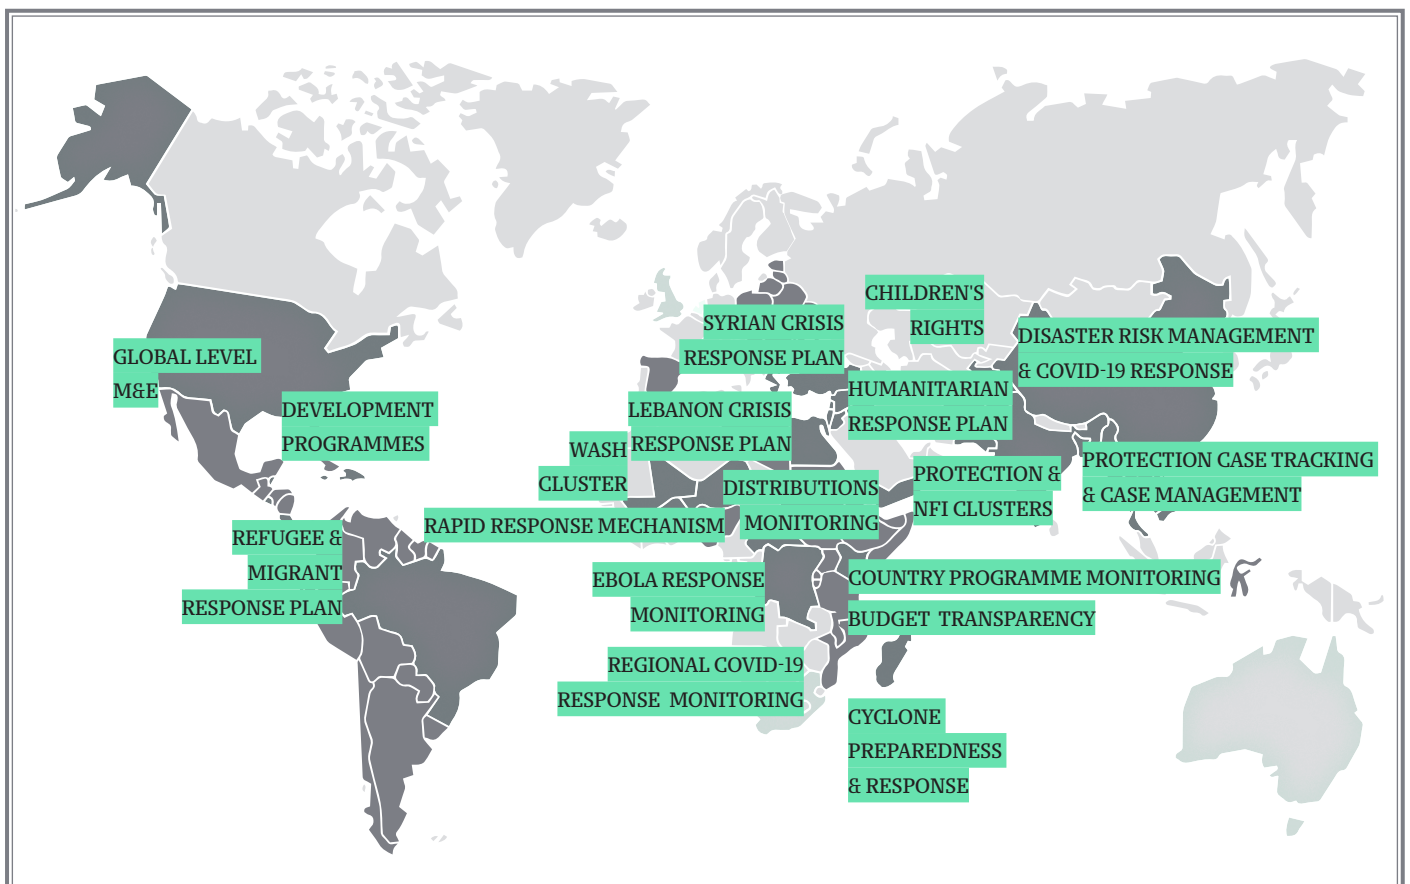 CHILDREN'S
RIGHTS
SYRIAN CRISIS
RESPONSE PLAN
DISASTER RISK MANAGEMENT
& COVID-19 RESPONSE
GLOBAL LEVEL
M&E
HUMANITARIAN
RESPONSE PLAN
DEVELOPMENT
PROGRAMMES
LEBANON CRISIS
RESPONSE PLAN
WASH
CLUSTER
PROTECTION CASE TRACKING
& CASE MANAGEMENT
PROTECTION &
NFI CLUSTERS
DISTRIBUTIONS
MONITORING
RAPID RESPONSE MECHANISM
REFUGEE &
MIGRANT
RESPONSE PLAN
EBOLA RESPONSE
MONITORING
COUNTRY PROGRAMME MONITORING
BUDGET TRANSPARENCY
REGIONAL COVID-19
RESPONSE MONITORING
CYCLONE
PREPAREDNESS
& RESPONSE